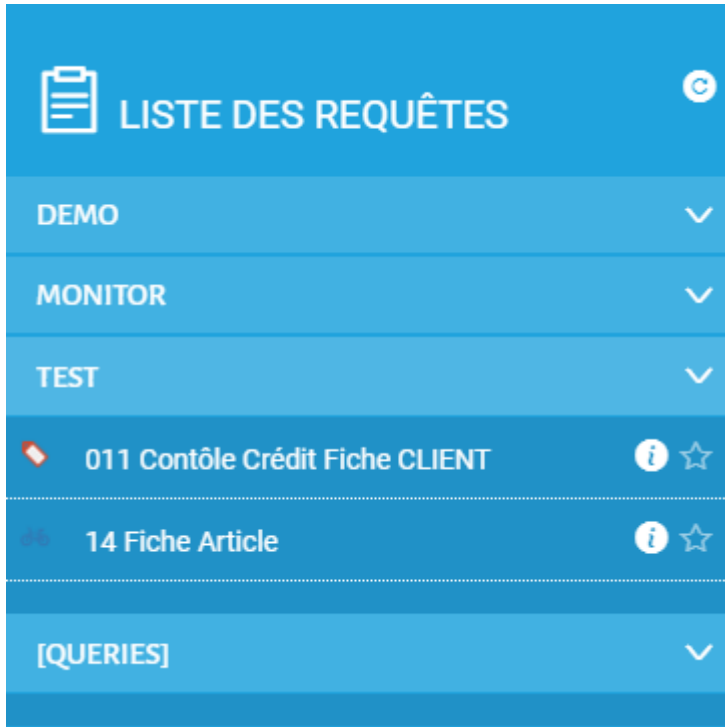 LISTE DES REQUÊTES
DEMO
MONITOR
TEST
011 Contôle Crédit Fiche CLIENT
14 Fiche Article
[QUERIES]